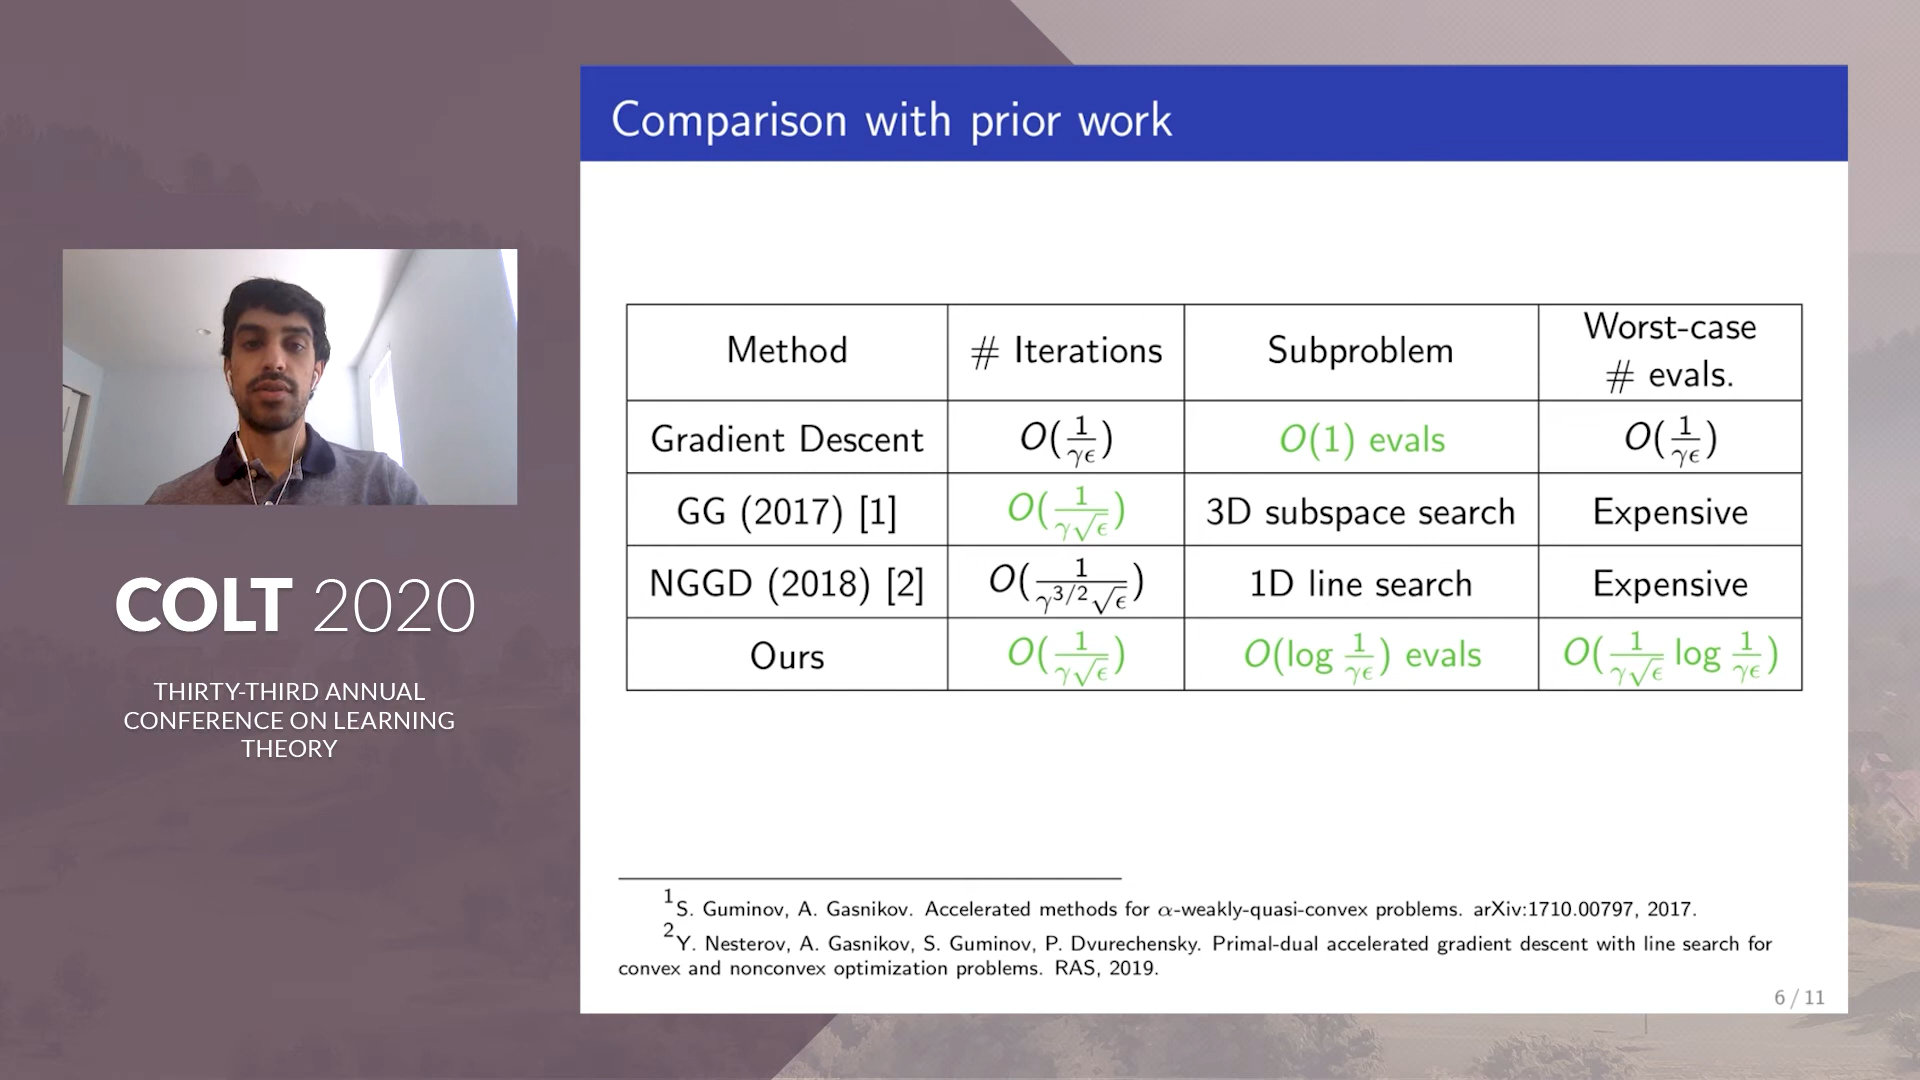 COLT 2020
THIRTY-THIRD ANNUAL
CONFERENCE ON LEARNING
THEORY
Comparison with prior work
Method # Iterations Subproblem Worst-case # evals.
Gradient Descent O(1/γϵ) O(1) evals O(1/γϵ)
GG (2017) [1] O(1/γ√ϵ) 3D subspace search Expensive
NGGD (2018) [2] O(1/γ^3/2√ϵ) 1D line search Expensive
Ours O(1/γ√ϵ) O(log 1/γϵ) evals O(1/γ√ϵ log 1/γϵ)
1 S. Guminov, A. Gasnikov. Accelerated methods for α-weakly-quasi-convex problems. arXiv:1710.00797, 2017.
2 Y. Nesterov, A. Gasnikov, S. Guminov, P. Dvurechensky. Primal-dual accelerated gradient descent with line search for
convex and nonconvex optimization problems. RAS, 2019.
6 / 11